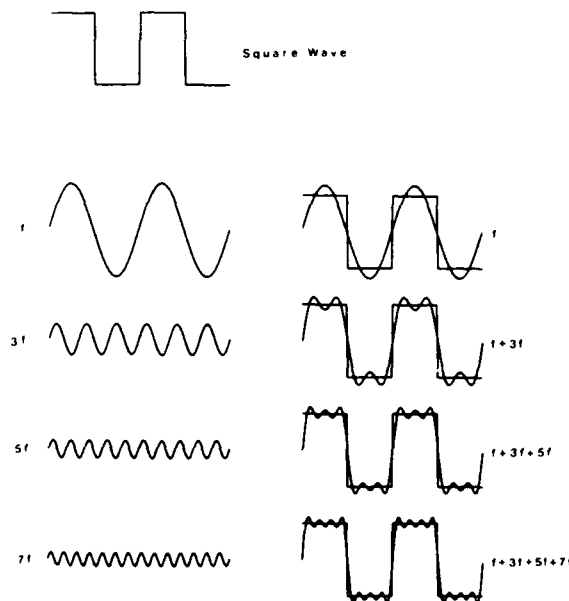 Square Wave
f
f
3f
f + 3f
5f
f + 3f + 5f
7f
f + 3f + 5f + 7f